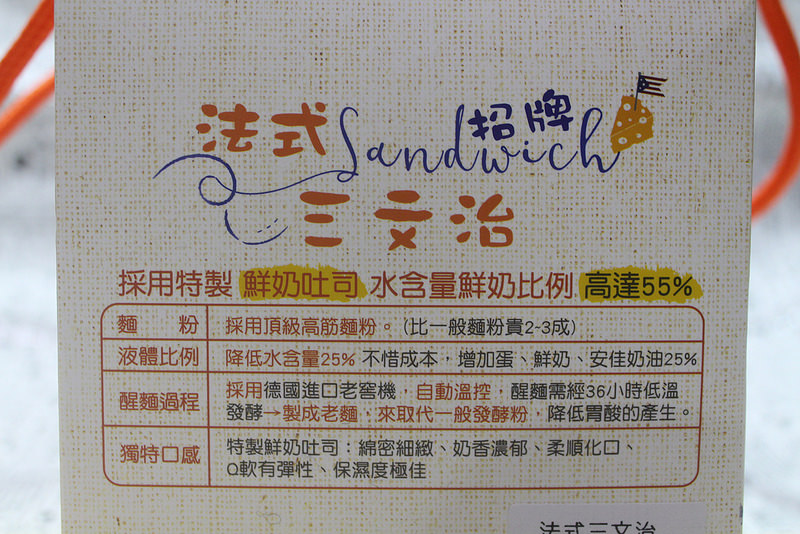 法式 Sandwich 招牌
三文治
採用特製 鮮奶吐司 水含量鮮奶比例 高達55%
麵 粉 採用頂級高筋麵粉。(比一般麵粉貴2-3成)
液體比例 降低水含量25% 不惜成本,增加蛋、鮮奶、安佳奶油25%
醒麵過程 採用德國進口老窖機,自動溫控,醒麵需經36小時低溫
發酵→製成老麵,來取代一般發酵粉,降低胃酸的產生。
獨特口感 特製鮮奶吐司:綿密細緻、奶香濃郁、柔順化口、
Q軟有彈性、保濕度極佳
法式三文治